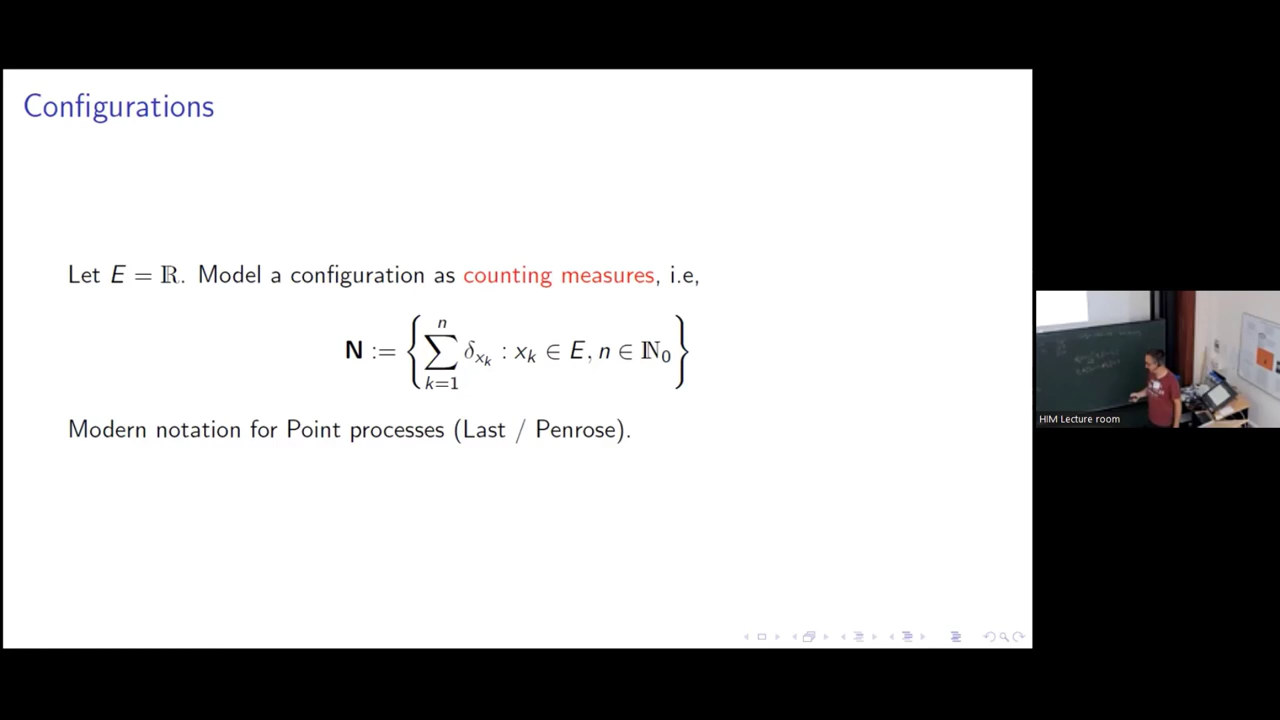 Configurations
Let E = ℝ. Model a configuration as counting measures, i.e,
N := { ∑_{k=1}^{n} δ_{x_k} : x_k ∈ E, n ∈ ℕ₀ }
Modern notation for Point processes (Last / Penrose).
HIM Lecture room